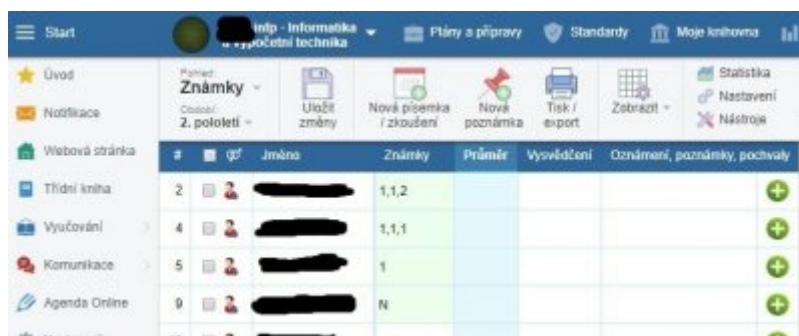 Start
intp - Informatika
a výpočetní technika
Plány a přípravy
Standardy
Moje knihovna
Úvod
Notifikace
Webová stránka
Třídní kniha
Vyučování
Komunikace
Agenda Online
Pohled:
Známky
Období:
2. pololetí
Uložit
změny
Nová písemka
/ zkoušení
Nová
poznámka
Tisk /
export
Zobrazit
Statistika
Nastavení
Nástroje
# Jméno Známky Průměr Vysvědčení Oznámení, poznámky, pochvaly
2 1,1,2
4 1,1,1
5 1
9 N